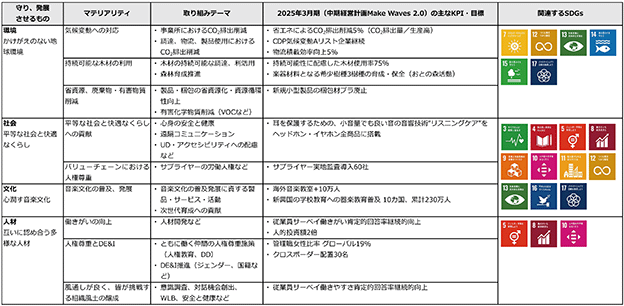 守り、発展
させるもの
マテリアリティ
取り組みテーマ
2025年3月期（中期経営計画Make Waves 2.0）の主なKPI・目標
関連するSDGs
環境
かけがえのない地
球環境
気候変動への対応
・ 事業所におけるCO2排出削減
・ 調達、物流、製品使用における
CO2排出削減
・ 省エネによるCO2排出削減5%（CO2排出量／生産高）
・ CDP気候変動Aリスト企業継続
・ 物流積載効率向上5%
持続可能な木材の利用
・ 木材の持続可能な調達、利活用
・ 森林育成推進
・ 持続可能性に配慮した木材使用率75%
・ 楽器材料となる希少樹種3樹種の育成・保全（おとの森活動）
省資源、廃棄物・有害物質
削減
・ 製品・梱包の省資源化・資源循環
性向上
・ 有害化学物質削減（VOCなど）
・ 新規小型製品の梱包材プラ廃止
社会
平等な社会と快適
なくらし
平等な社会と快適なくらし
への貢献
・ 心身の安全と健康
・ 遠隔コミュニケーション
・ UD・アクセシビリティへの配慮
など
・ 耳を保護するための、小音量でも良い音の音響技術“リスニングケア”を
ヘッドホン・イヤホン全商品に搭載
バリューチェーンにおける
人権尊重
・ サプライヤーの労働人権など
・ サプライヤー実地監査導入60社
文化
心潤す音楽文化
音楽文化の普及、発展
・ 音楽文化の普及発展に資する製
品・サービス・活動
・ 次世代育成への貢献
・ 海外音楽教室+10万人
・ 新興国の学校教育への器楽教育普及 10カ国、累計230万人
人材
互いに認め合う多
様な人材
働きがいの向上
・ 人材開発など
・ 従業員サーベイ働きがい肯定的回答率継続的向上
・ 人材投資額2倍
人権尊重とDE&I
・ ともに働く仲間の人権尊重施策
（人権教育、DD）
・ DE&I推進（ジェンダー、国籍な
ど）
・ 管理職女性比率 グローバル19%
・ クロスボーダー配置30名
風通しが良く、皆が挑戦す
る組織風土の醸成
・ 意識調査、対話機会創出、
WLB、安全と健康など
・ 従業員サーベイ働きやすさ肯定的回答率継続的向上